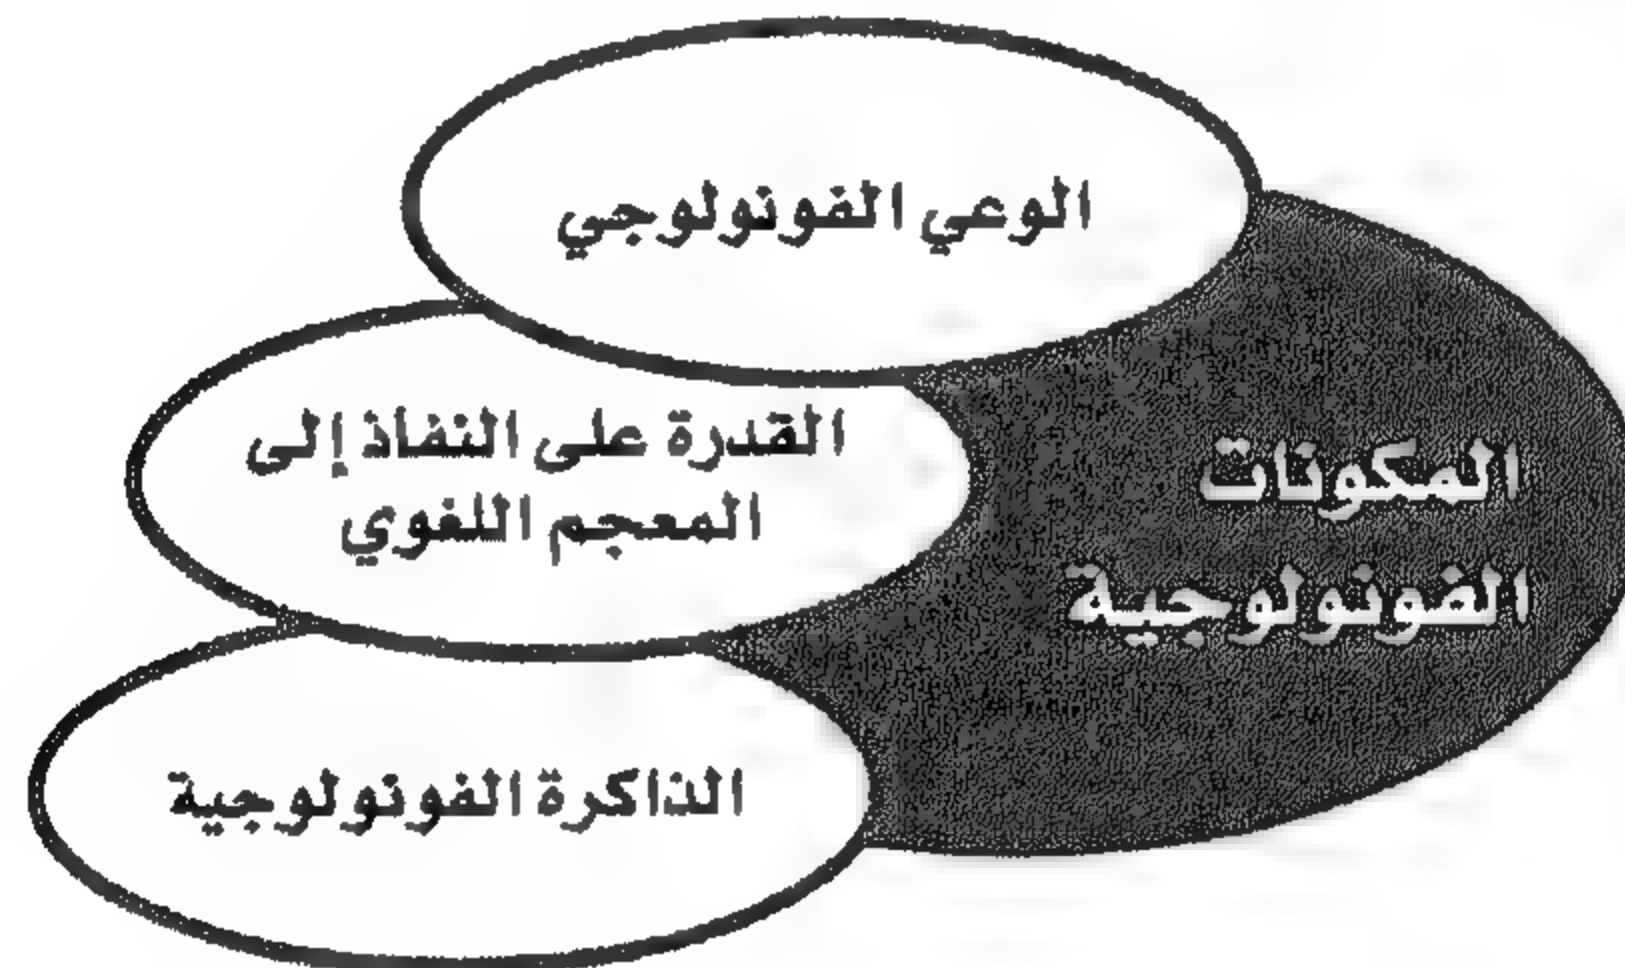 الوعي الفونولوجي
القدرة على النفاذ إلى
المعجم اللغوي
الذاكرة الفونولوجية
المكونات
الفونولوجية